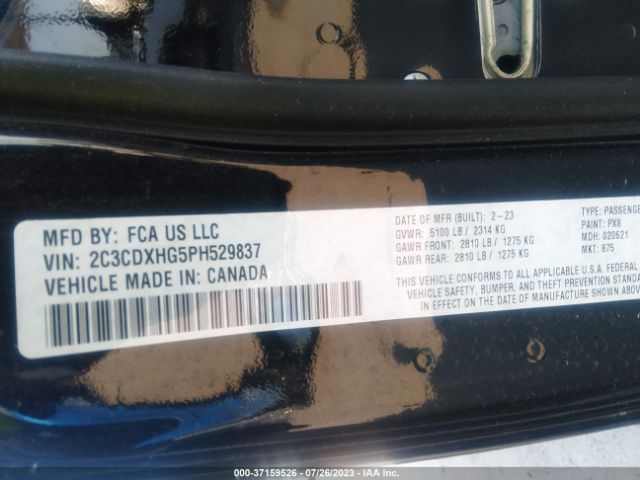 MFD BY: FCA US LLC
VIN: 2C3CDXHG5PH529837
VEHICLE MADE IN: CANADA
DATE OF MFR (BUILT): 2-23
GVWR: 5100 LB / 2314 KG
GAWR FRONT: 2810 LB / 1275 KG
GAWR REAR: 2810 LB / 1275 KG
TYPE: PASSENGE
PAINT: PX8
MDH: 020621
MKT: 875
THIS VEHICLE CONFORMS TO ALL APPLICABLE FEDERAL
VEHICLE SAFETY, BUMPER, AND THEFT PREVENTION STANDA
IN EFFECT ON THE DATE OF MANUFACTURE SHOWN ABOV
000-37159526 - 07/26/2023 - IAA Inc.